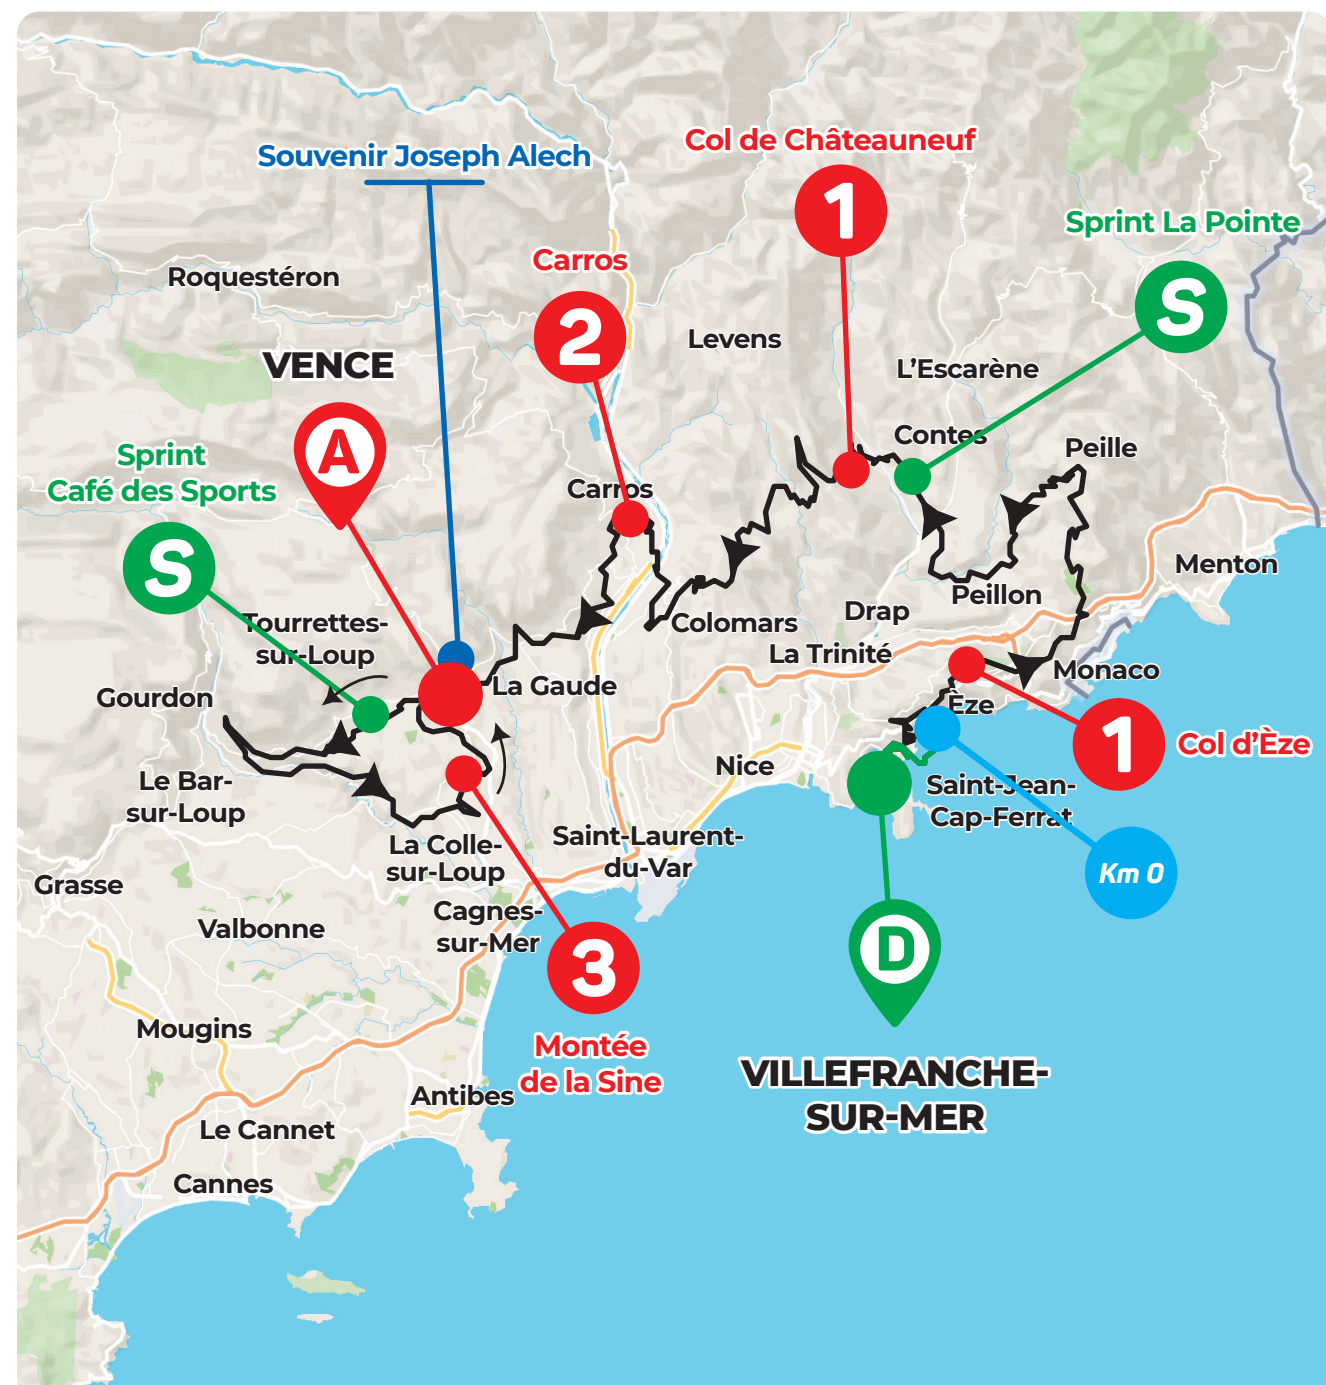 Col de Châteauneuf
Souvenir Joseph Alech
1
Sprint La Pointe
Carros
Roquestéron
S
2
Levens
VENCE
L'Escarène
A
Contes
Peille
Sprint
Café des Sports
Carros
S
Menton
Peillon
Drap
Tourrettes-
sur-Loup
Colomars
La Trinité
Monaco
La Gaude
Gourdon
Èze
1
Col d'Èze
Nice
Le Bar-
sur-Loup
Saint-Jean-
Cap-Ferrat
Saint-Laurent-
du-Var
La Colle-
sur-Loup
Km 0
Grasse
Cagnes-
sur-Mer
Valbonne
D
3
Mougins
Montée
de la Sine
VILLEFRANCHE-
SUR-MER
Antibes
Le Cannet
Cannes